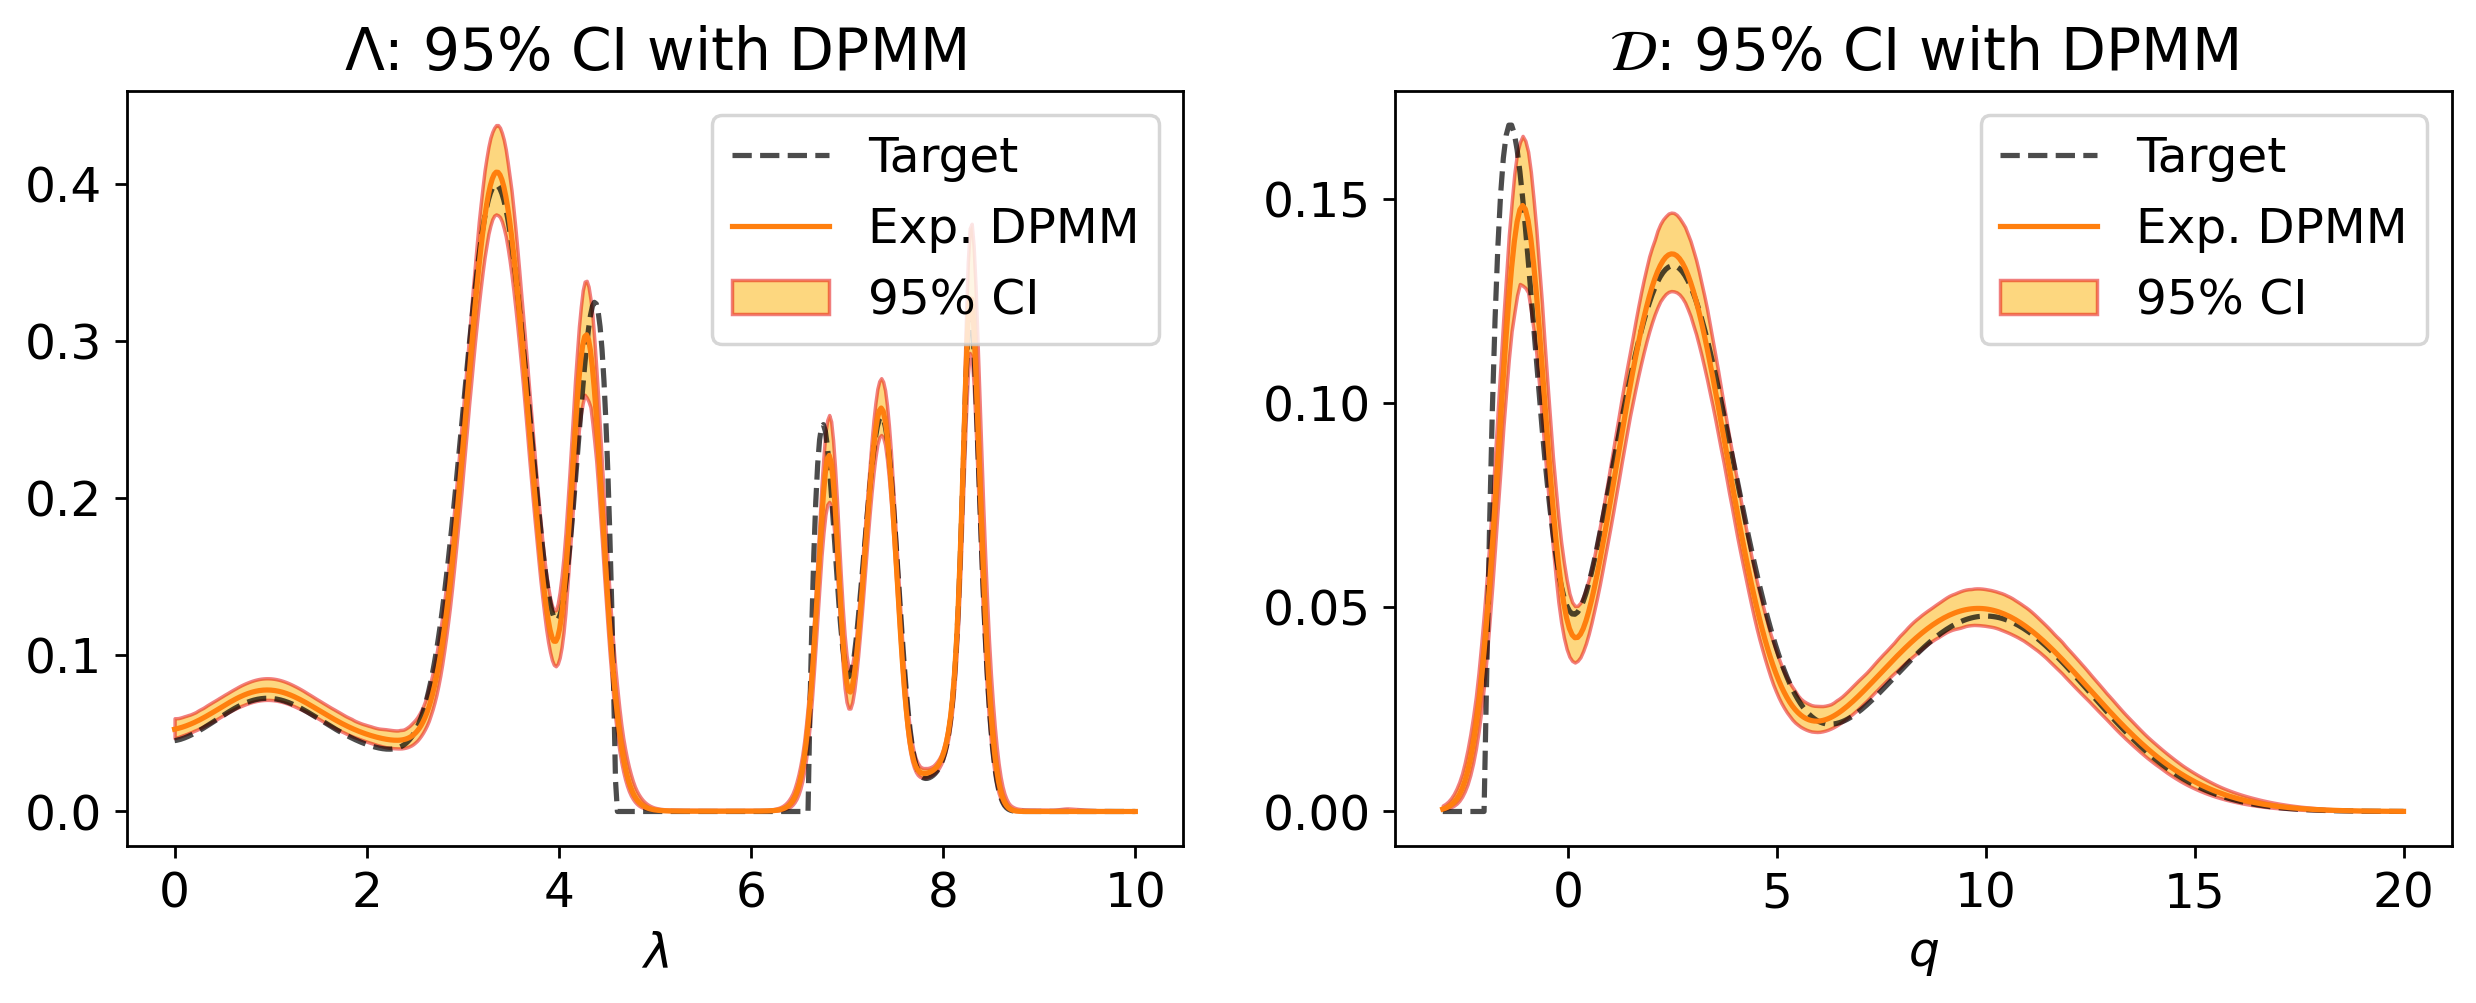 Λ: 95% CI with DPMM
0.4
0.3
0.2
0.1
0.0
0 2 4 6 8 10
λ
Target
Exp. DPMM
95% CI
𝒟: 95% CI with DPMM
0.15
0.10
0.05
0.00
0 5 10 15 20
q
Target
Exp. DPMM
95% CI